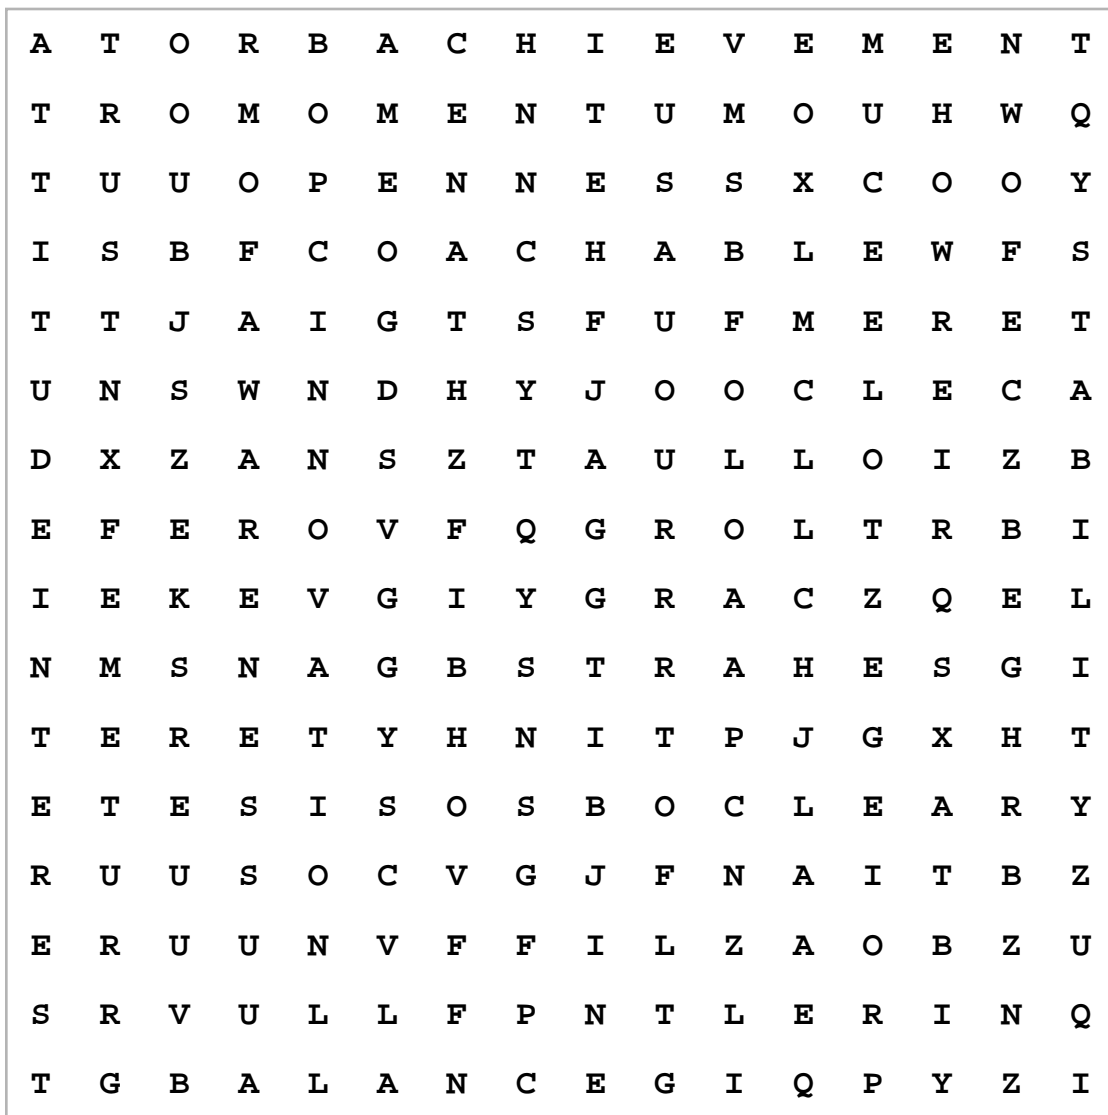 A T O R B A C H I E V E M E N T
T R O M O M E N T U M O U H W Q
T U U O P E N N E S S X C O O Y
I S B F C O A C H A B L E W F S
T T J A I G T S F U F M E R E T
U N S W N D H Y J O O C L E C A
D X Z A N S Z T A U L L O I Z B
E F E R O V F Q G R O L T R B I
I E K E V G I Y G R A C Z Q E L
N M S N A G B S T R A H E S G I
T E R E T Y H N I T P J G X H T
E T E S I S O S B O C L E A R Y
R U U S O C V G J F N A I T B Z
E R U U N V F F I L Z A O B Z U
S R V U L L F P N T L E R I N Q
T G B A L A N C E G I Q P Y Z I